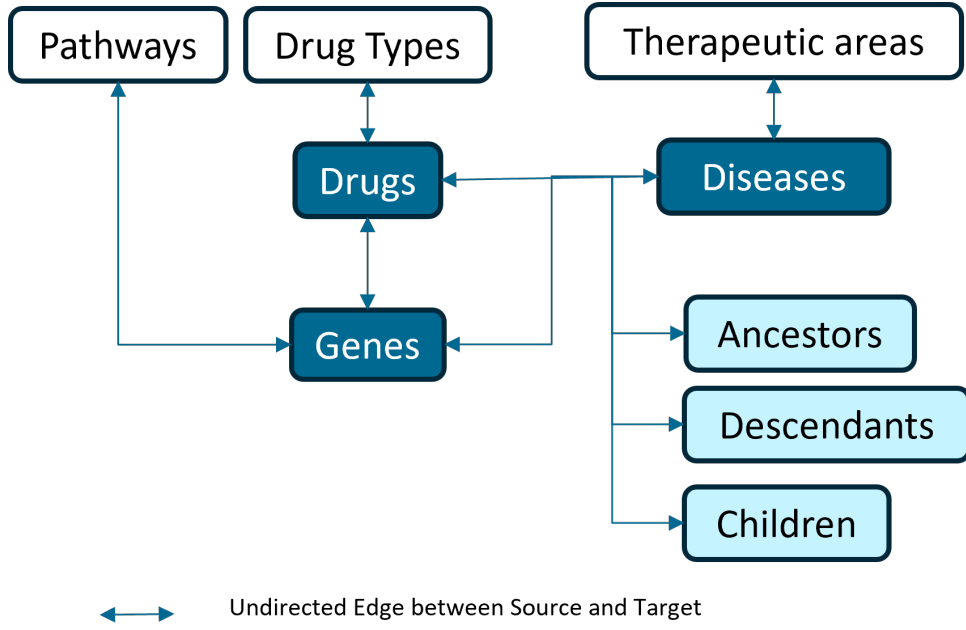 Pathways
Drug Types
Therapeutic areas
Drugs
Diseases
Genes
Ancestors
Descendants
Children
Undirected Edge between Source and Target